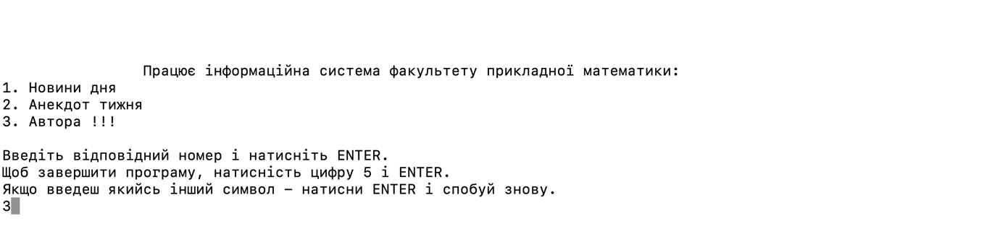 Працює інформаційна система факультету прикладної математики:
1. Новини дня
2. Анекдот тижня
3. Автора !!!
Введіть відповідний номер і натисніть ENTER.
Щоб завершити програму, натисність цифру 5 і ENTER.
Якщо введеш якийсь інший символ – натисни ENTER і спобуй знову.
3